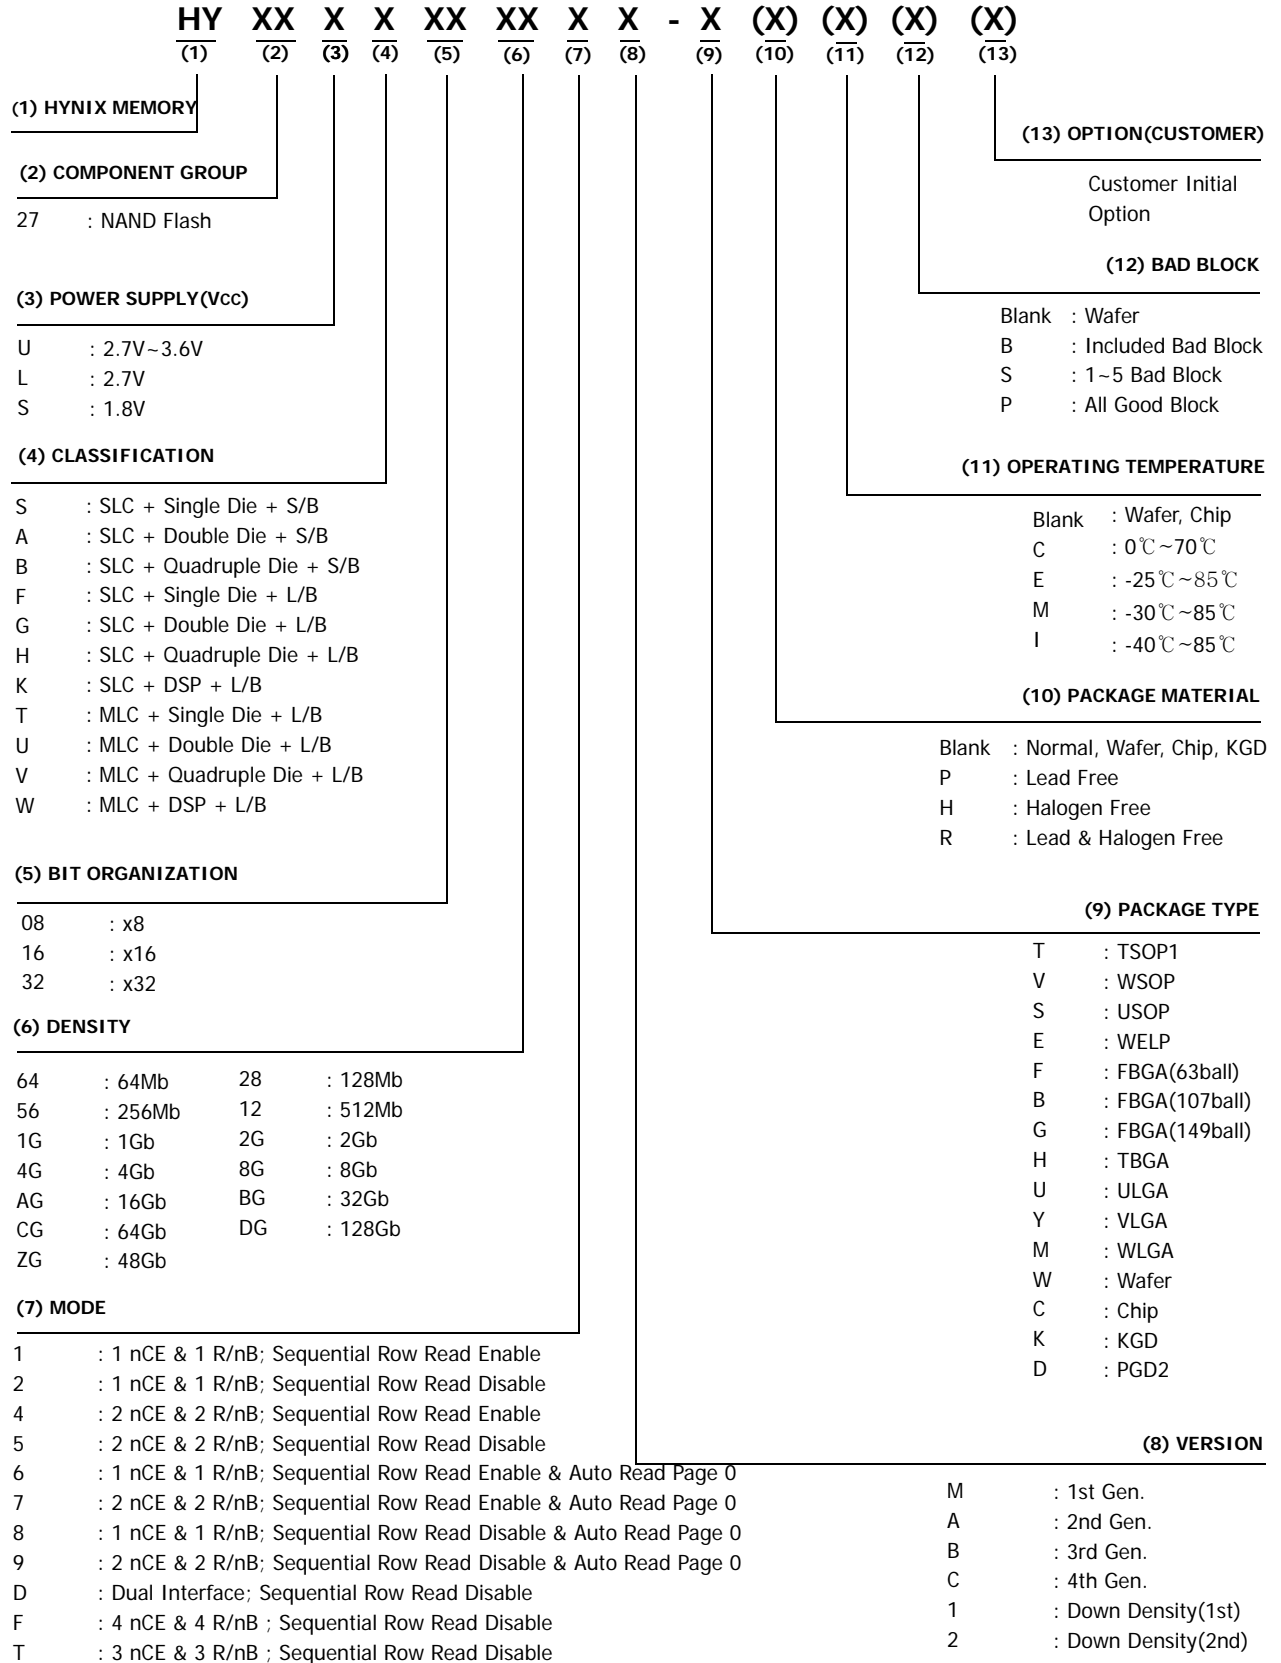 HY XX X X XX XX X X - X (X) (X) (X) (X)
(1) (2) (3) (4) (5) (6) (7) (8) (9) (10) (11) (12) (13)
(1) HYNIX MEMORY
(2) COMPONENT GROUP
27 : NAND Flash
(3) POWER SUPPLY(VCC)
U : 2.7V~3.6V
L : 2.7V
S : 1.8V
(4) CLASSIFICATION
S : SLC + Single Die + S/B
A : SLC + Double Die + S/B
B : SLC + Quadruple Die + S/B
F : SLC + Single Die + L/B
G : SLC + Double Die + L/B
H : SLC + Quadruple Die + L/B
K : SLC + DSP + L/B
T : MLC + Single Die + L/B
U : MLC + Double Die + L/B
V : MLC + Quadruple Die + L/B
W : MLC + DSP + L/B
(5) BIT ORGANIZATION
08 : x8
16 : x16
32 : x32
(6) DENSITY
64 : 64Mb 28 : 128Mb
56 : 256Mb 12 : 512Mb
1G : 1Gb 2G : 2Gb
4G : 4Gb 8G : 8Gb
AG : 16Gb BG : 32Gb
CG : 64Gb DG : 128Gb
ZG : 48Gb
(7) MODE
1 : 1 nCE & 1 R/nB; Sequential Row Read Enable
2 : 1 nCE & 1 R/nB; Sequential Row Read Disable
4 : 2 nCE & 2 R/nB; Sequential Row Read Enable
5 : 2 nCE & 2 R/nB; Sequential Row Read Disable
6 : 1 nCE & 1 R/nB; Sequential Row Read Enable & Auto Read Page 0
7 : 2 nCE & 2 R/nB; Sequential Row Read Enable & Auto Read Page 0
8 : 1 nCE & 1 R/nB; Sequential Row Read Disable & Auto Read Page 0
9 : 2 nCE & 2 R/nB; Sequential Row Read Disable & Auto Read Page 0
D : Dual Interface; Sequential Row Read Disable
F : 4 nCE & 4 R/nB ; Sequential Row Read Disable
T : 3 nCE & 3 R/nB ; Sequential Row Read Disable
(13) OPTION(CUSTOMER)
Customer Initial
Option
(12) BAD BLOCK
Blank : Wafer
B : Included Bad Block
S : 1~5 Bad Block
P : All Good Block
(11) OPERATING TEMPERATURE
Blank : Wafer, Chip
C : 0℃~70℃
E : -25℃~85℃
M : -30℃~85℃
I : -40℃~85℃
(10) PACKAGE MATERIAL
Blank : Normal, Wafer, Chip, KGD
P : Lead Free
H : Halogen Free
R : Lead & Halogen Free
(9) PACKAGE TYPE
T : TSOP1
V : WSOP
S : USOP
E : WELP
F : FBGA(63ball)
B : FBGA(107ball)
G : FBGA(149ball)
H : TBGA
U : ULGA
Y : VLGA
M : WLGA
W : Wafer
C : Chip
K : KGD
D : PGD2
(8) VERSION
M : 1st Gen.
A : 2nd Gen.
B : 3rd Gen.
C : 4th Gen.
1 : Down Density(1st)
2 : Down Density(2nd)